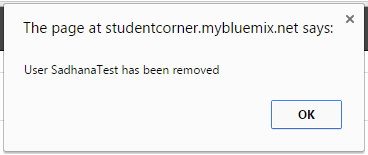 The page at studentcorner.mybluemix.net says:
User SadhanaTest has been removed
OK